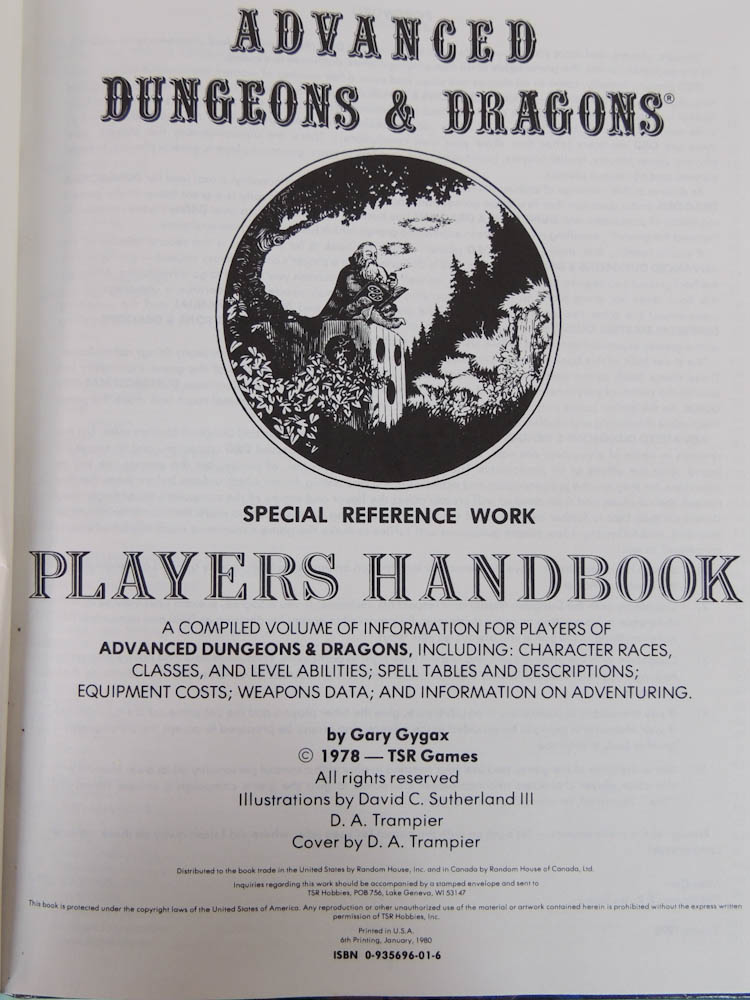 ADVANCED
DUNGEONS & DRAGONS®
SPECIAL REFERENCE WORK
PLAYERS HANDBOOK
A COMPILED VOLUME OF INFORMATION FOR PLAYERS OF
ADVANCED DUNGEONS & DRAGONS, INCLUDING: CHARACTER RACES,
CLASSES, AND LEVEL ABILITIES; SPELL TABLES AND DESCRIPTIONS;
EQUIPMENT COSTS; WEAPONS DATA; AND INFORMATION ON ADVENTURING.
by Gary Gygax
© 1978 — TSR Games
All rights reserved
Illustrations by David C. Sutherland III
D. A. Trampier
Cover by D. A. Trampier
Distributed to the book trade in the United States by Random House, Inc. and in Canada by Random House of Canada, Ltd.
Inquiries regarding this work should be accompanied by a stamped envelope and sent to
TSR Hobbies, POB 756, Lake Geneva, WI 53147
This book is protected under the copyright laws of the United States of America. Any reproduction or other unauthorized use of the material or artwork contained herein is prohibited without the express written
permission of TSR Hobbies, Inc.
Printed in U.S.A.
6th Printing, January, 1980
ISBN 0-935696-01-6